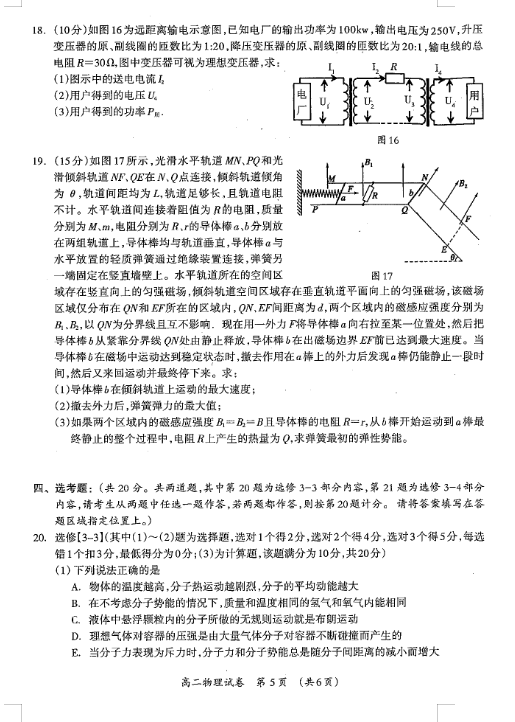 18. (10分)如图16为远距离输电示意图,已知电厂的输出功率为100kw,输出电压为250V,升压
变压器的原、副线圈的匝数比为1:20,降压变压器的原、副线圈的匝数比为20:1,输电线的总
电阻R=30Ω,图中变压器可视为理想变压器,求:
(1)图示中的送电电流I₂
(2)用户得到的电压U₄
(3)用户得到的功率P用.
I₁ I₂ R I₄
电厂 U₁ U₂ U₃ U₄ 用户
图16
19. (15分)如图17所示,光滑水平轨道MN、PQ和光
滑倾斜轨道NF、QE在N、Q点连接,倾斜轨道倾角
为θ,轨道间距均为L,轨道足够长,且轨道电阻
不计。水平轨道间连接着阻值为R的电阻,质量
分别为M、m,电阻分别为R、r的导体棒a、b分别放
在两组轨道上,导体棒均与轨道垂直,导体棒a与
水平放置的轻质弹簧通过绝缘装置连接,弹簧另
一端固定在竖直墙壁上。水平轨道所在的空间区
M B₁ N B₂ F a R b P Q F E θ
图17
域存在竖直向上的匀强磁场,倾斜轨道空间区域存在垂直轨道平面向上的匀强磁场,该磁场
区域仅分布在QN和EF所在的区域内,QN、EF间距离为d,两个区域内的磁感应强度分别为
B₁、B₂,以QN为分界线且互不影响.现在用一外力F将导体棒a向右拉至某一位置处,然后把
导体棒b从紧靠分界线QN处由静止释放,导体棒b在出磁场边界EF前已达到最大速度。当
导体棒b在磁场中运动达到稳定状态时,撤去作用在a棒上的外力后发现a棒仍能静止一段时
间,然后又来回运动并最终停下来。求:
(1)导体棒b在倾斜轨道上运动的最大速度;
(2)撤去外力后,弹簧弹力的最大值;
(3)如果两个区域内的磁感应强度B₁=B₂=B且导体棒的电阻R=r,从b棒开始运动到a棒最
终静止的整个过程中,电阻R上产生的热量为Q,求弹簧最初的弹性势能。
四、选考题:(共20分。共两道题,其中第20题为选修3-3部分内容,第21题为选修3-4部分
内容,请考生从两题中任选一题作答,若两题都作答,则按第20题计分。请将答案填写在答
题区域指定位置上。)
20. 选修【3-3】(其中(1)~(2)题为选择题,选对1个得2分,选对2个得4分,选对3个得5分,每选
错1个扣3分,最低得分为0分;(3)为计算题,该题满分为10分,共20分)
(1)下列说法正确的是
A. 物体的温度越高,分子热运动越剧烈,分子的平均动能越大
B. 在不考虑分子势能的情况下,质量和温度相同的氢气和氧气内能相同
C. 液体中悬浮颗粒内的分子所做的无规则运动就是布朗运动
D. 理想气体对容器的压强是由大量气体分子对容器不断碰撞而产生的
E. 当分子力表现为斥力时,分子力和分子势能总是随分子间距离的减小而增大
高二物理试卷 第5页 (共6页)